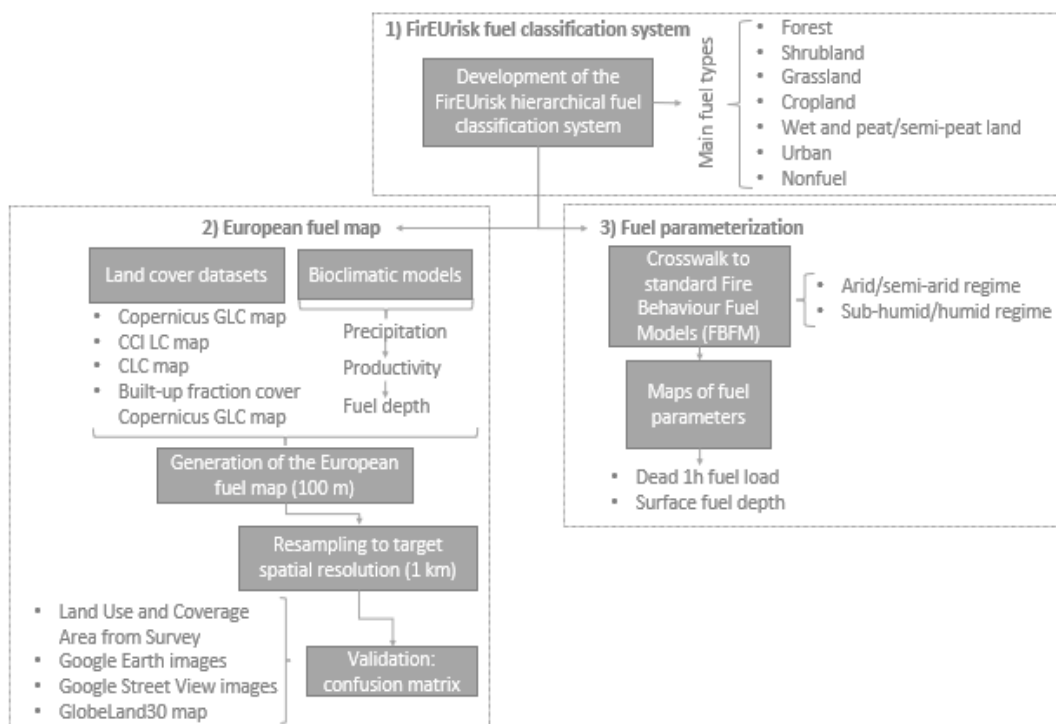 1) FirEUrisk fuel classification system
Development of the
FirEUrisk hierarchical fuel
classification system
Main fuel types
• Forest
• Shrubland
• Grassland
• Cropland
• Wet and peat/semi-peat land
• Urban
• Nonfuel
2) European fuel map
Land cover datasets
• Copernicus GLC map
• CCI LC map
• CLC map
• Built-up fraction cover
Copernicus GLC map
Bioclimatic models
Precipitation
Productivity
Fuel depth
Generation of the European
fuel map (100 m)
Resampling to target
spatial resolution (1 km)
• Land Use and Coverage
Area from Survey
• Google Earth images
• Google Street View images
• GlobeLand30 map
Validation:
confusion matrix
3) Fuel parameterization
Crosswalk to
standard Fire
Behaviour Fuel
Models (FBFM)
• Arid/semi-arid regime
• Sub-humid/humid regime
Maps of fuel
parameters
• Dead 1h fuel load
• Surface fuel depth